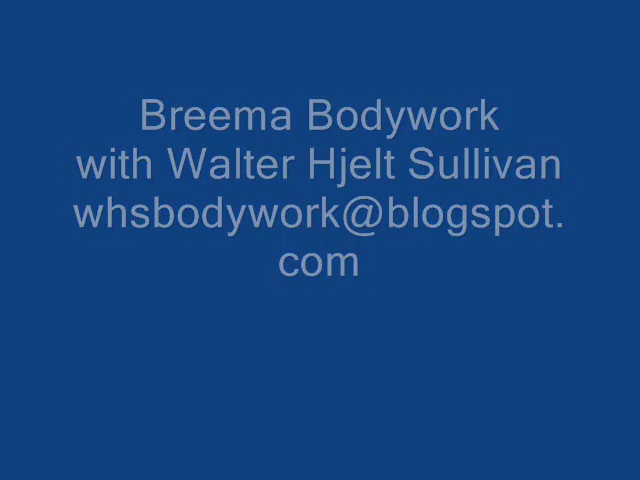 Breema Bodywork
with Walter Hjelt Sullivan
whsbodywork@blogspot.
com